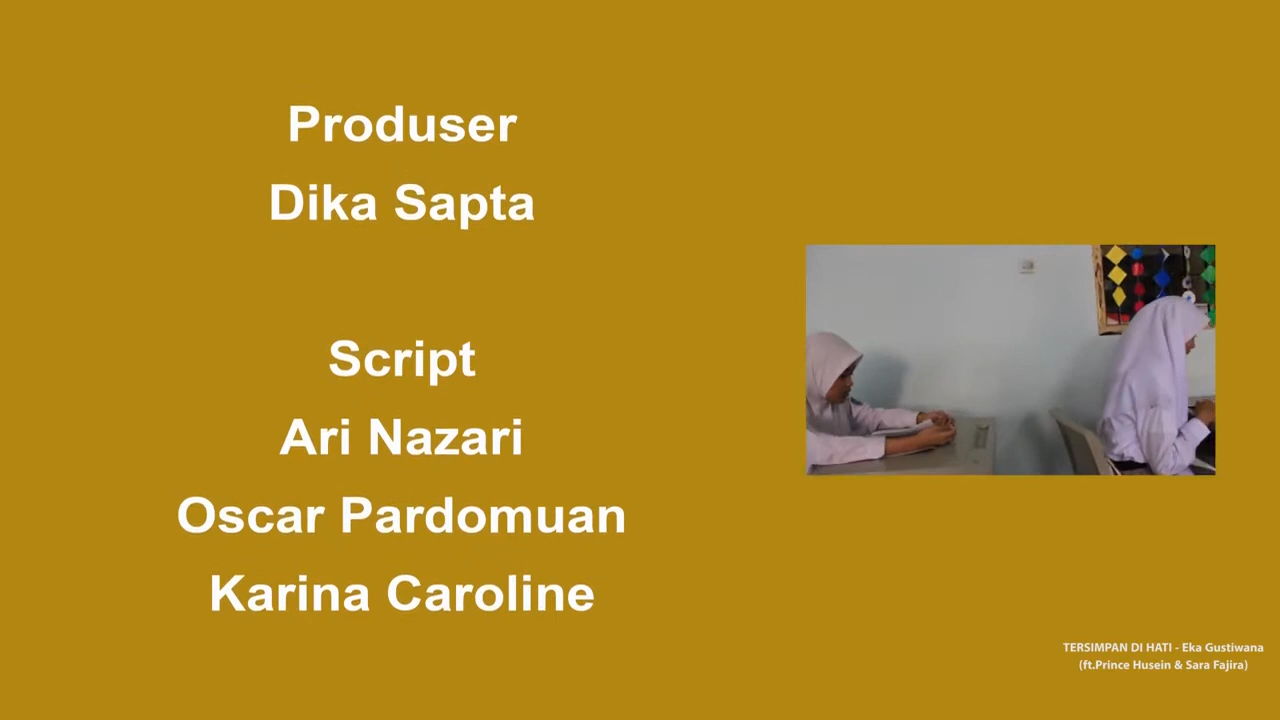 Produser
Dika Sapta
Script
Ari Nazari
Oscar Pardomuan
Karina Caroline
TERSIMPAN DI HATI - Eka Gustiwana
(ft.Prince Husein & Sara Fajira)